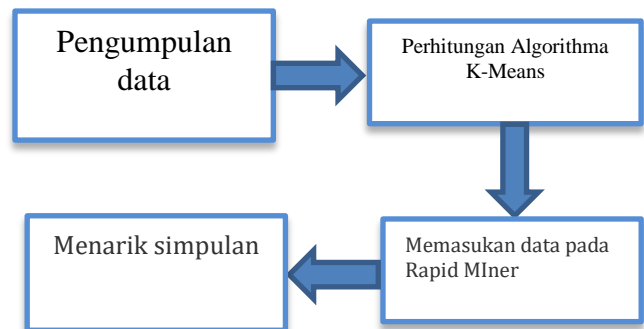 Pengumpulan
data
Perhitungan Algorithma
K-Means
Memasukan data pada
Rapid MIner
Menarik simpulan